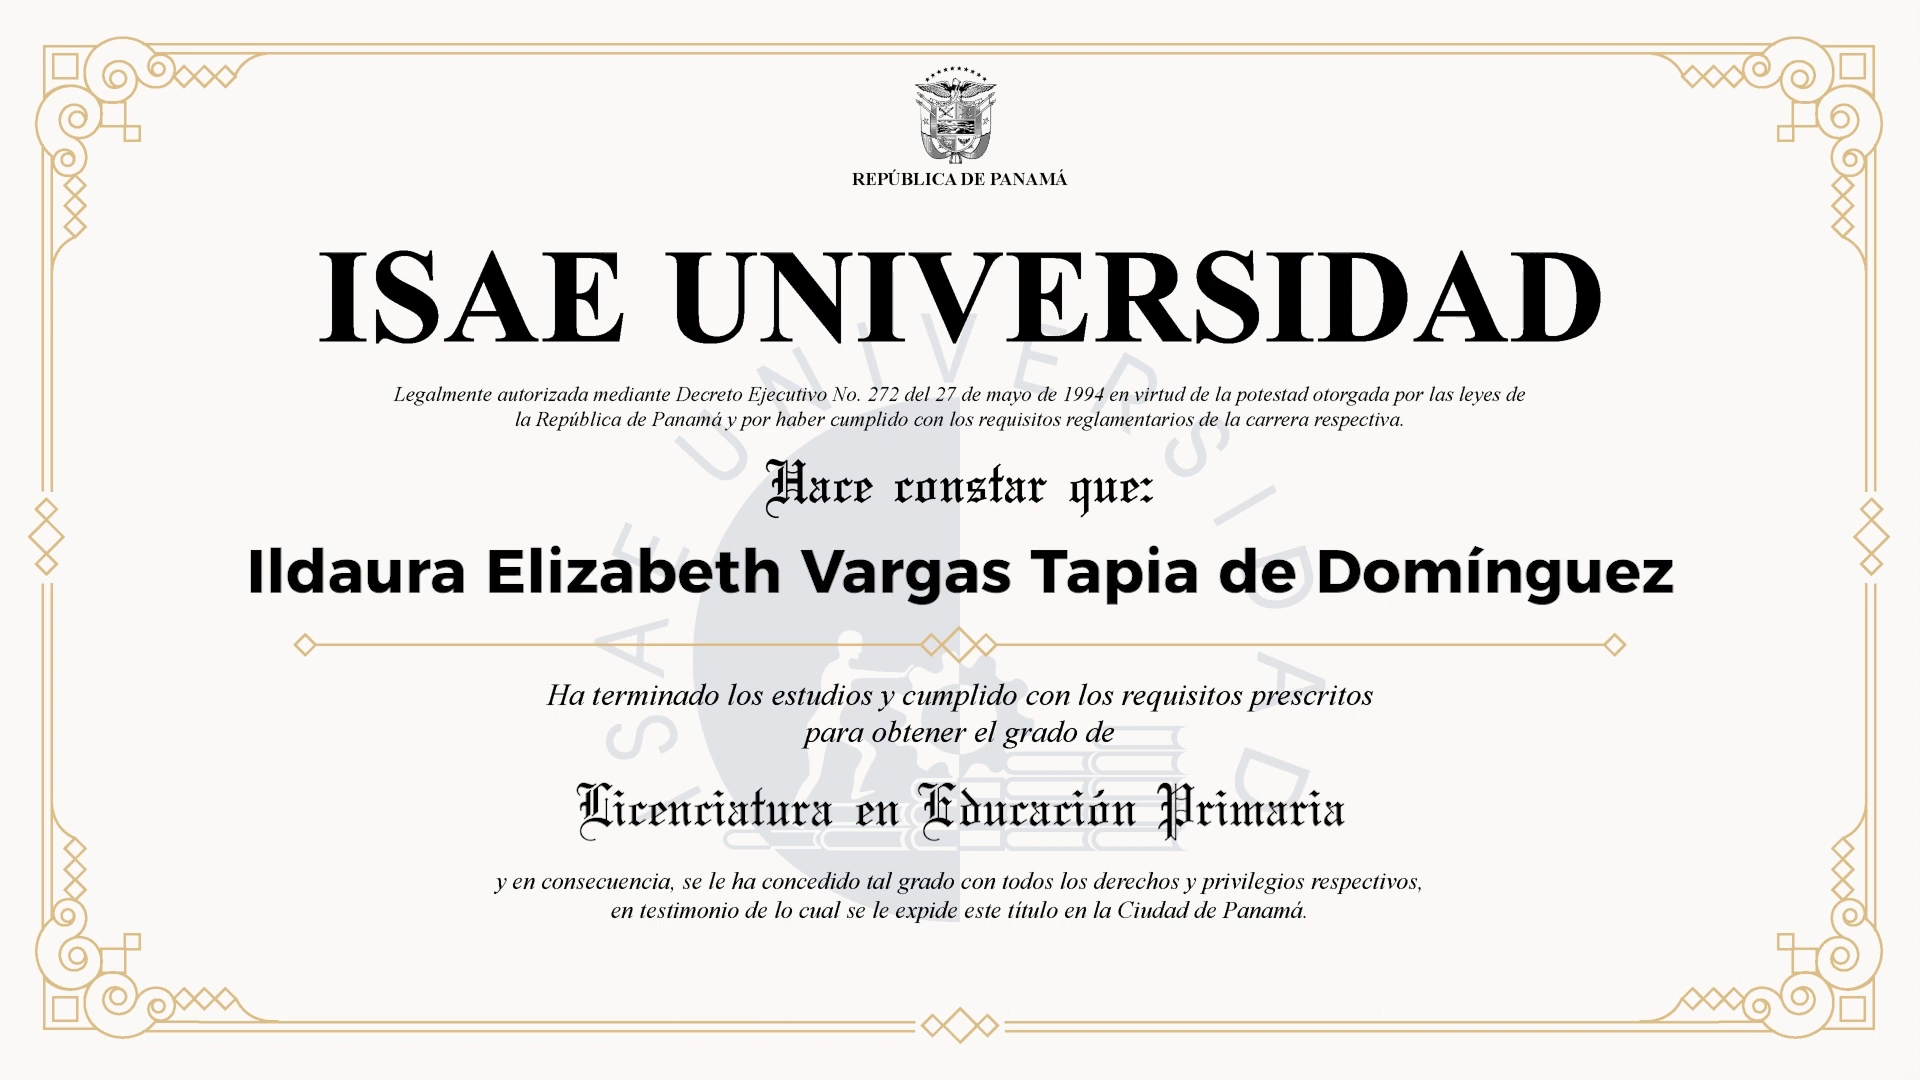 REPÚBLICA DE PANAMÁ
ISAE UNIVERSIDAD
Legalmente autorizada mediante Decreto Ejecutivo No. 272 del 27 de mayo de 1994 en virtud de la potestad otorgada por las leyes de
la República de Panamá y por haber cumplido con los requisitos reglamentarios de la carrera respectiva.
Hace constar que:
Ildaura Elizabeth Vargas Tapia de Domínguez
Ha terminado los estudios y cumplido con los requisitos prescritos
para obtener el grado de
Licenciatura en Educación Primaria
y en consecuencia, se le ha concedido tal grado con todos los derechos y privilegios respectivos,
en testimonio de lo cual se le expide este título en la Ciudad de Panamá.
ISAE UNIVERSIDAD